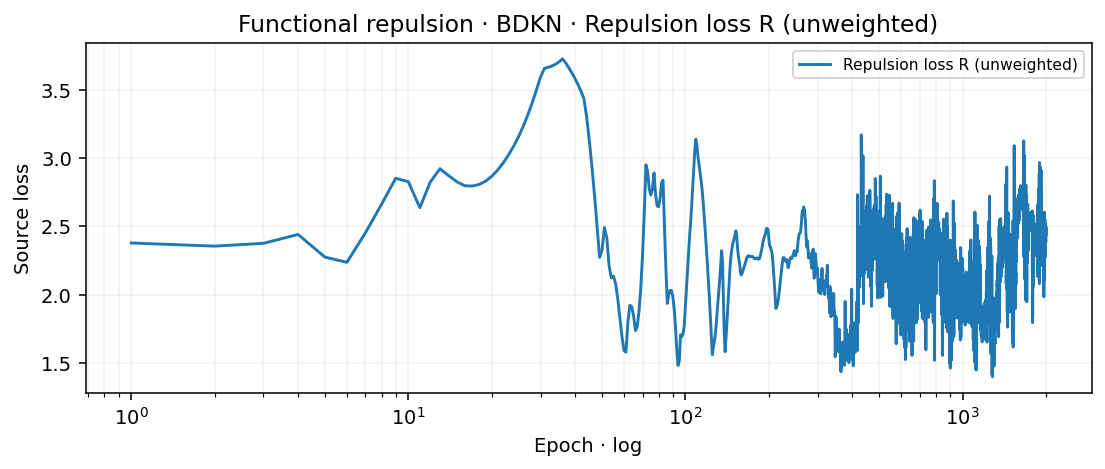 Functional repulsion · BDKN · Repulsion loss R (unweighted)
Repulsion loss R (unweighted)
Source loss
3.5
3.0
2.5
2.0
1.5
10⁰ 10¹ 10² 10³
Epoch · log